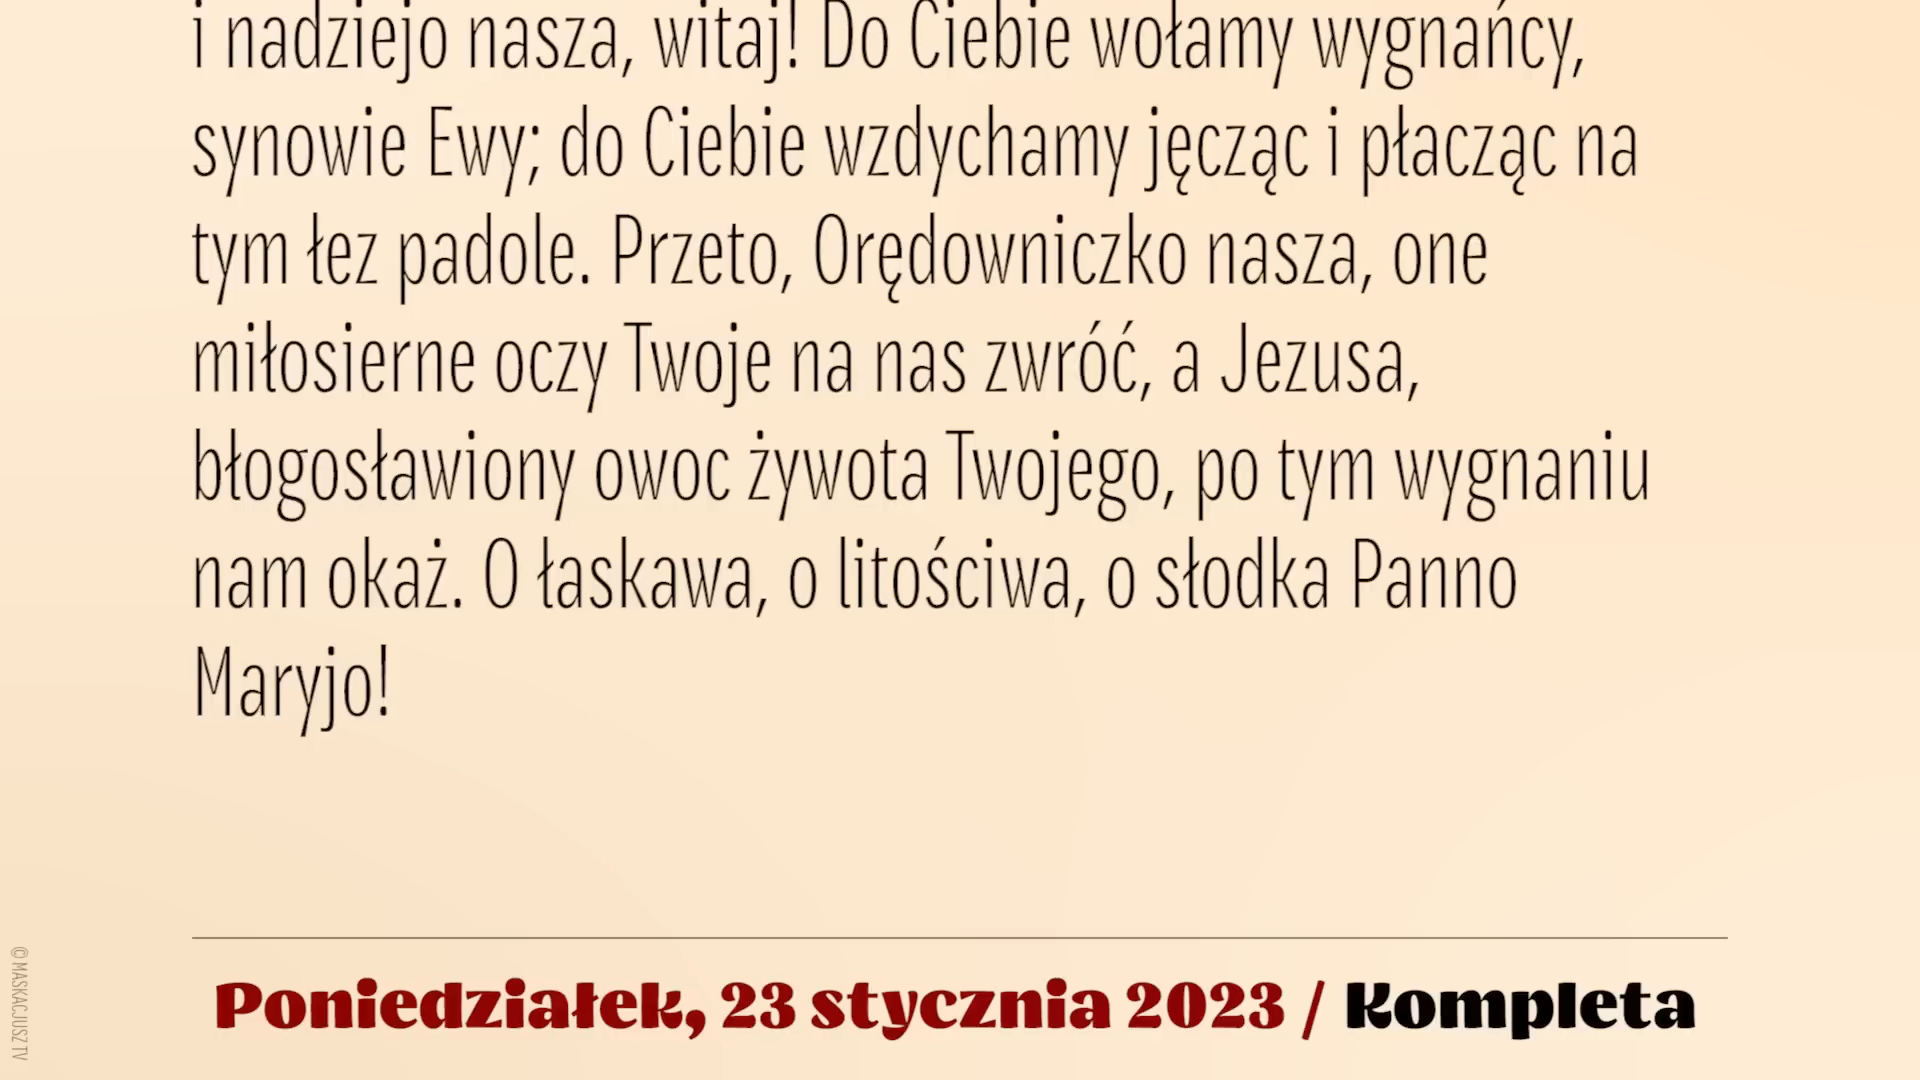 i nadziejo nasza, witaj! Do Ciebie wołamy wygnańcy,
synowie Ewy; do Ciebie wzdychamy jęcząc i płacząc na
tym łez padole. Przeto, Orędowniczko nasza, one
miłosierne oczy Twoje na nas zwróć, a Jezusa,
błogosławiony owoc żywota Twojego, po tym wygnaniu
nam okaż. O łaskawa, o litościwa, o słodka Panno
Maryjo!
Poniedziałek, 23 stycznia 2023 / Kompleta
© MASKACJUSZ TV